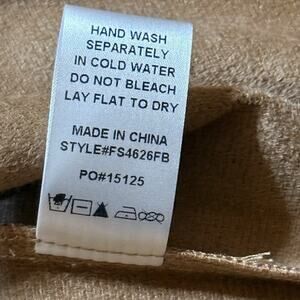 HAND WASH
SEPARATELY
IN COLD WATER
DO NOT BLEACH
LAY FLAT TO DRY
MADE IN CHINA
STYLE#FS4626FB
PO#15125